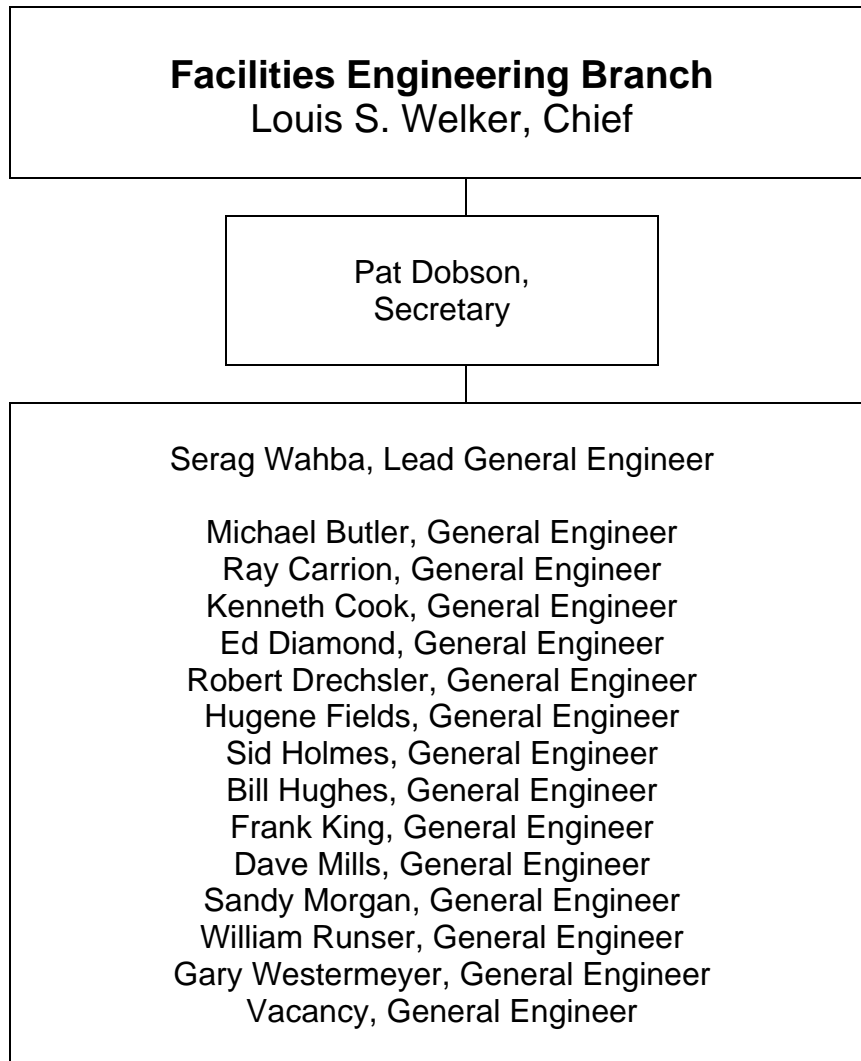 Facilities Engineering Branch
Louis S. Welker, Chief
Pat Dobson,
Secretary
Serag Wahba, Lead General Engineer
Michael Butler, General Engineer
Ray Carrion, General Engineer
Kenneth Cook, General Engineer
Ed Diamond, General Engineer
Robert Drechsler, General Engineer
Hugene Fields, General Engineer
Sid Holmes, General Engineer
Bill Hughes, General Engineer
Frank King, General Engineer
Dave Mills, General Engineer
Sandy Morgan, General Engineer
William Runser, General Engineer
Gary Westermeyer, General Engineer
Vacancy, General Engineer